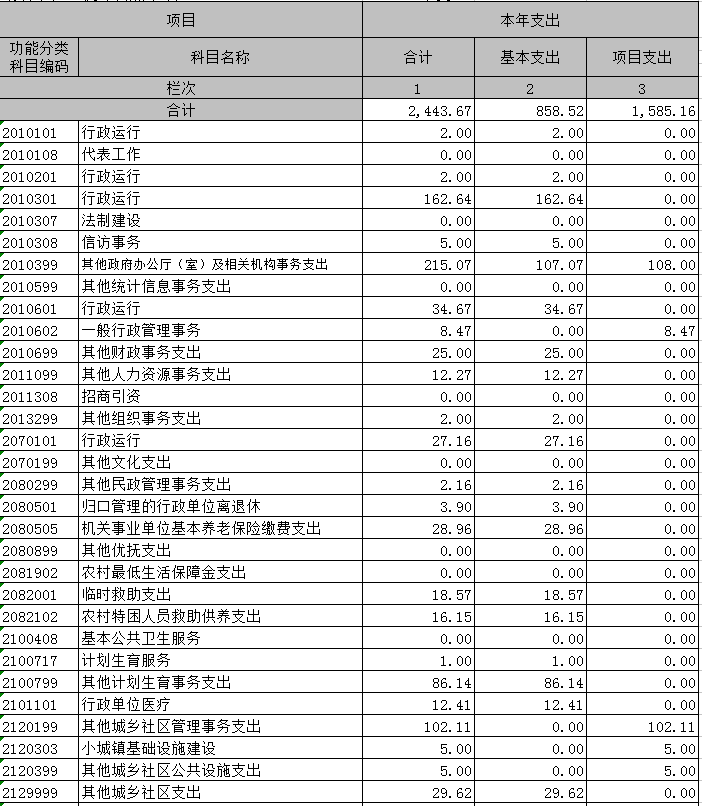 项目 本年支出
功能分类科目编码 科目名称 合计 基本支出 项目支出
栏次 1 2 3
合计 2,443.67 858.52 1,585.16
2010101 行政运行 2.00 2.00 0.00
2010108 代表工作 0.00 0.00 0.00
2010201 行政运行 2.00 2.00 0.00
2010301 行政运行 162.64 162.64 0.00
2010307 法制建设 0.00 0.00 0.00
2010308 信访事务 5.00 5.00 0.00
2010399 其他政府办公厅（室）及相关机构事务支出 215.07 107.07 108.00
2010599 其他统计信息事务支出 0.00 0.00 0.00
2010601 行政运行 34.67 34.67 0.00
2010602 一般行政管理事务 8.47 0.00 8.47
2010699 其他财政事务支出 25.00 25.00 0.00
2011099 其他人力资源事务支出 12.27 12.27 0.00
2011308 招商引资 0.00 0.00 0.00
2013299 其他组织事务支出 2.00 2.00 0.00
2070101 行政运行 27.16 27.16 0.00
2070199 其他文化支出 0.00 0.00 0.00
2080299 其他民政管理事务支出 2.16 2.16 0.00
2080501 归口管理的行政单位离退休 3.90 3.90 0.00
2080505 机关事业单位基本养老保险缴费支出 28.96 28.96 0.00
2080899 其他优抚支出 0.00 0.00 0.00
2081902 农村最低生活保障金支出 0.00 0.00 0.00
2082001 临时救助支出 18.57 18.57 0.00
2082102 农村特困人员救助供养支出 16.15 16.15 0.00
2100408 基本公共卫生服务 0.00 0.00 0.00
2100717 计划生育服务 1.00 1.00 0.00
2100799 其他计划生育事务支出 86.14 86.14 0.00
2101101 行政单位医疗 12.41 12.41 0.00
2120199 其他城乡社区管理事务支出 102.11 0.00 102.11
2120303 小城镇基础设施建设 5.00 0.00 5.00
2120399 其他城乡社区公共设施支出 5.00 0.00 5.00
2129999 其他城乡社区支出 29.62 29.62 0.00